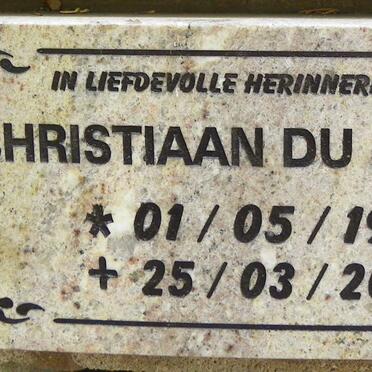 IN LIEFDEVOLLE HERINNER
CHRISTIAAN DU
* 01 / 05 / 19
+ 25 / 03 / 20